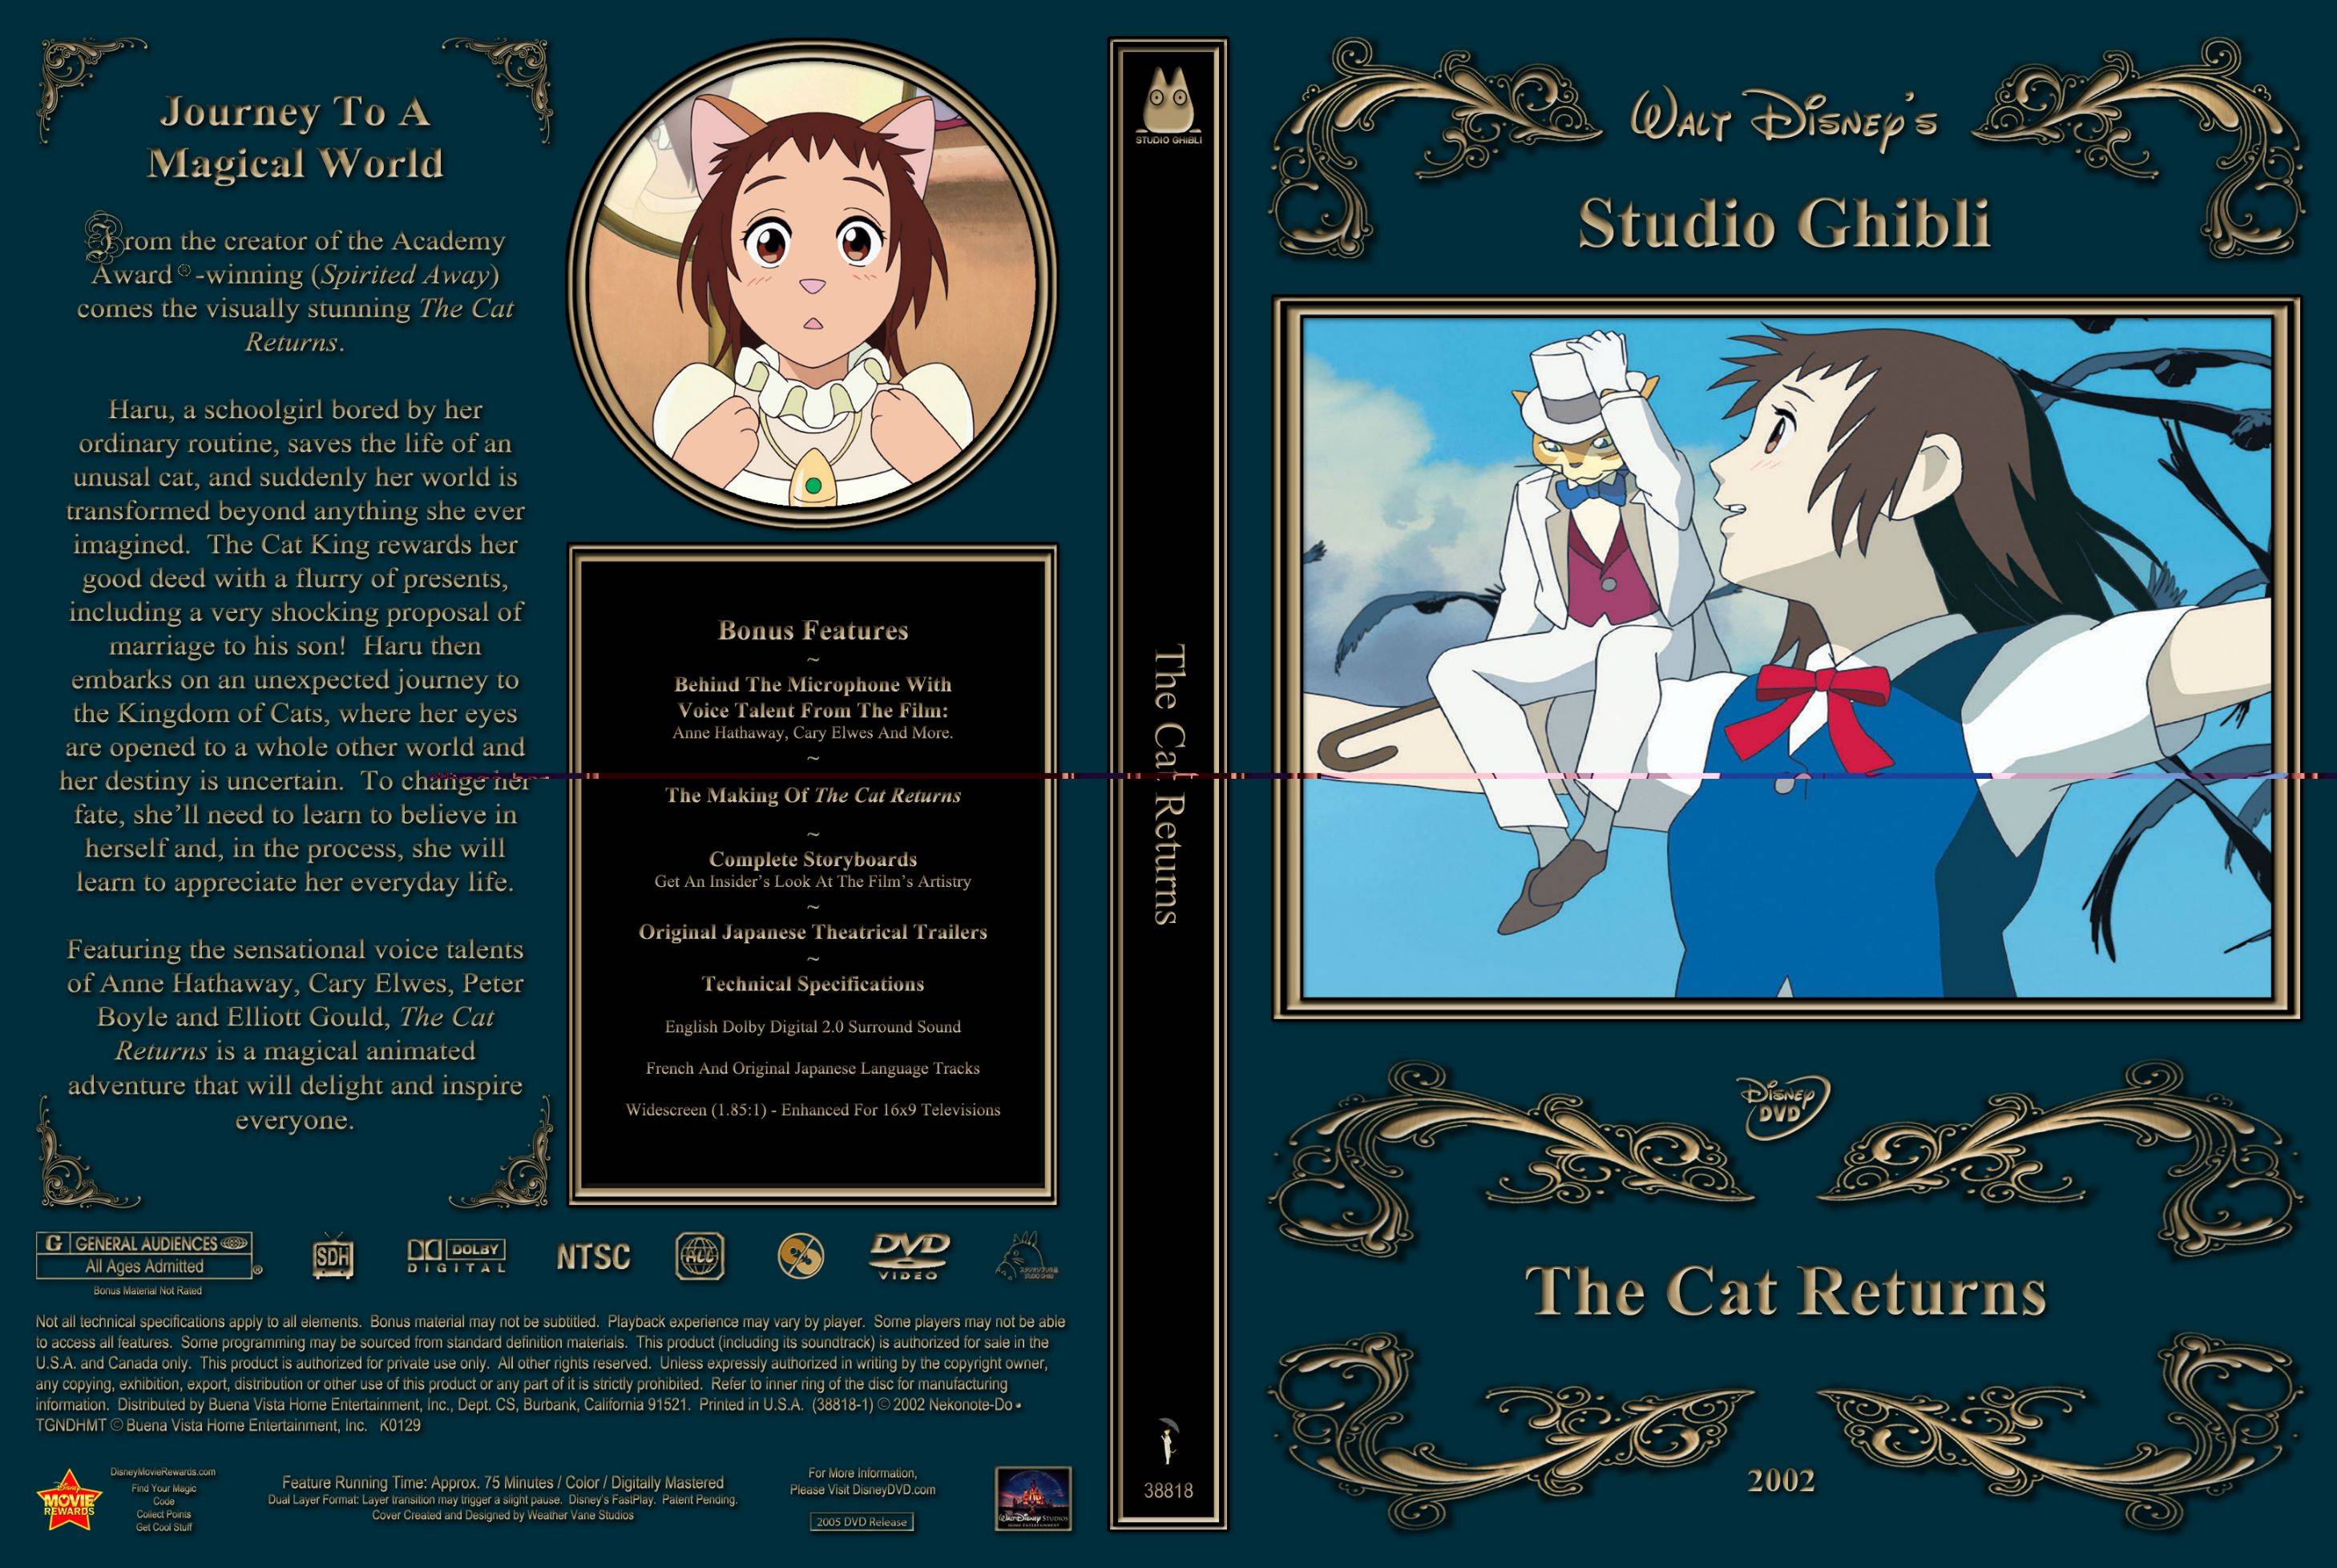 Journey To A
Magical World
From the creator of the Academy
Award®-winning (Spirited Away)
comes the visually stunning The Cat
Returns.
Haru, a schoolgirl bored by her
ordinary routine, saves the life of an
unusual cat, and suddenly her world is
transformed beyond anything she ever
imagined.  The Cat King rewards her
good deed with a flurry of presents,
including a very shocking proposal of
marriage to his son!  Haru then
embarks on an unexpected journey to
the Kingdom of Cats, where her eyes
are opened to a whole other world and
her destiny is uncertain.  To change her
fate, she'll need to learn to believe in
herself and, in the process, she will
learn to appreciate her everyday life.
Featuring the sensational voice talents
of Anne Hathaway, Cary Elwes, Peter
Boyle and Elliott Gould, The Cat
Returns is a magical animated
adventure that will delight and inspire
everyone.
Bonus Features
~
Behind The Microphone With
Voice Talent From The Film:
Anne Hathaway, Cary Elwes And More.
~
The Making Of The Cat Returns
~
Complete Storyboards
Get An Insider's Look At The Film's Artistry
~
Original Japanese Theatrical Trailers
~
Technical Specifications
English Dolby Digital 2.0 Surround Sound
French And Original Japanese Language Tracks
Widescreen (1.85:1) - Enhanced For 16x9 Televisions
G GENERAL AUDIENCES
All Ages Admitted ®
Bonus Material Not Rated
SDH
DOLBY
DIGITAL
NTSC
ALL
DVD
VIDEO
Not all technical specifications apply to all elements.  Bonus material may not be subtitled.  Playback experience may vary by player.  Some players may not be able
to access all features.  Some programming may be sourced from standard definition materials.  This product (including its soundtrack) is authorized for sale in the
U.S.A. and Canada only.  This product is authorized for private use only.  All other rights reserved.  Unless expressly authorized in writing by the copyright owner,
any copying, exhibition, export, distribution or other use of this product or any part of it is strictly prohibited.  Refer to inner ring of the disc for manufacturing
information.  Distributed by Buena Vista Home Entertainment, Inc., Dept. CS, Burbank, California 91521.  Printed in U.S.A.  (38818-1) © 2002 Nekonote-Do •
TGNDHMT © Buena Vista Home Entertainment, Inc.   K0129
Disney
MOVIE
REWARDS
DisneyMovieRewards.com
Find Your Magic
Code
Collect Points
Get Cool Stuff
Feature Running Time: Approx. 75 Minutes / Color / Digitally Mastered
Dual Layer Format: Layer transition may trigger a slight pause.  Disney's FastPlay.  Patent Pending.
Cover Created and Designed by Weather Vane Studios
For More Information,
Please Visit DisneyDVD.com
2005 DVD Release
Walt Disney STUDIOS
HOME ENTERTAINMENT
STUDIO GHIBLI
The Cat Returns
38818
Walt Disney's
Studio Ghibli
Disney
DVD
The Cat Returns
2002